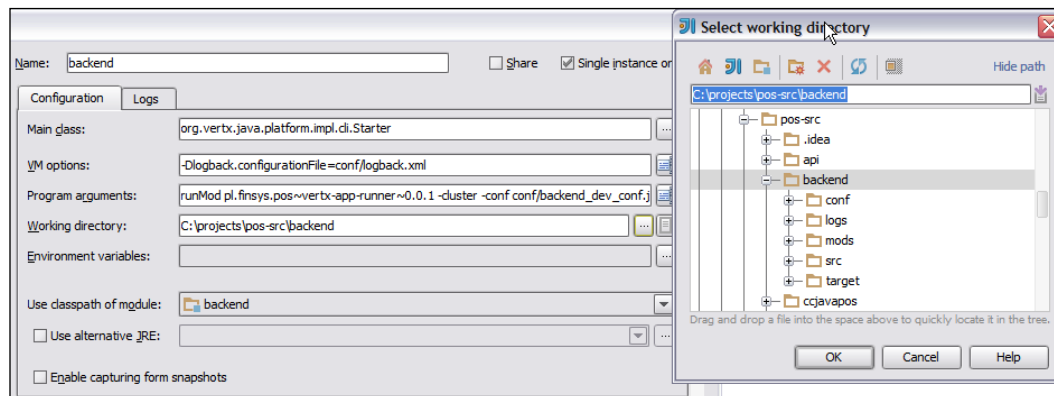 Name: backend Share Single instance on
Configuration Logs
Main class: org.vertx.java.platform.impl.cli.Starter ...
VM options: -Dlogback.configurationFile=conf/logback.xml
Program arguments: runMod pl.finsys.pos~vertx-app-runner~0.0.1 -cluster -conf conf/backend_dev_conf.j
Working directory: C:\projects\pos-src\backend ...
Environment variables: ...
Use classpath of module: backend
Use alternative JRE: ...
Enable capturing form snapshots
Select working directory
Hide path
C:\projects\pos-src\backend
pos-src
.idea
api
backend
conf
logs
mods
src
target
ccjavapos
Drag and drop a file into the space above to quickly locate it in the tree.
OK Cancel Help